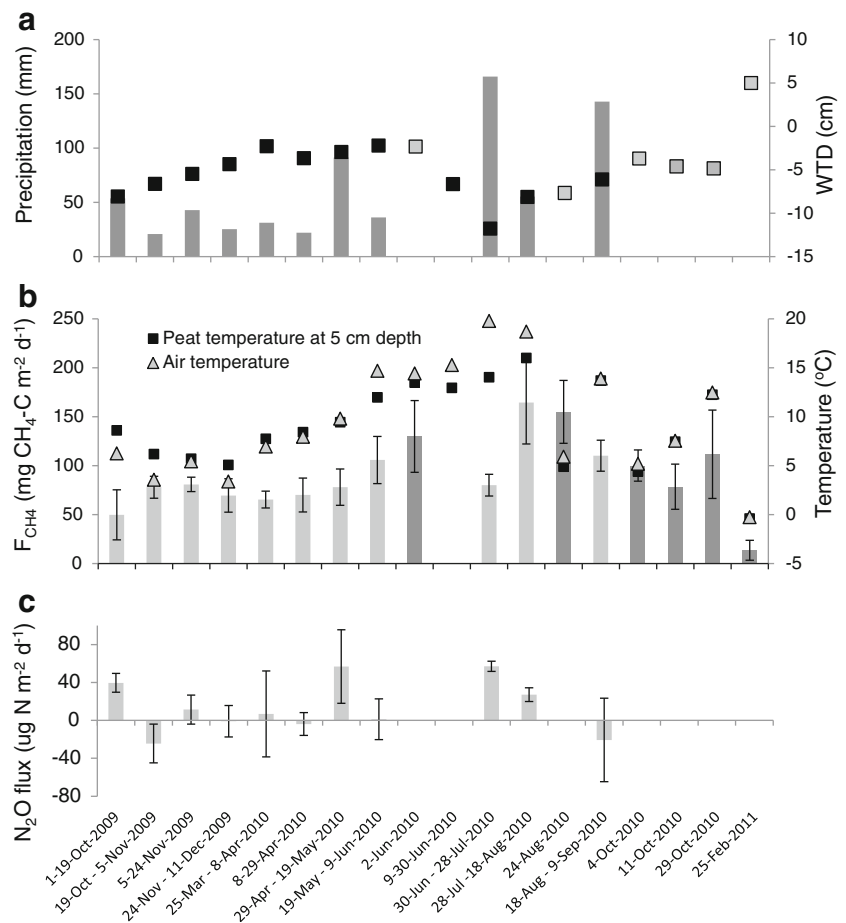 a
Precipitation (mm)
200
150
100
50
0
10
5
0
-5
-10
-15
WTD (cm)
b
F_CH4 (mg CH4-C m-2 d-1)
250
200
150
100
50
0
Peat temperature at 5 cm depth
Air temperature
20
15
10
5
0
-5
Temperature (°C)
c
N2O flux (ug N m-2 d-1)
80
40
0
-40
-80
1-19-Oct-2009
19-Oct - 5-Nov-2009
5-24-Nov-2009
24-Nov - 11-Dec-2009
25-Mar - 8-Apr-2010
8-29-Apr-2010
29-Apr - 19-May-2010
19-May - 9-Jun-2010
2-Jun-2010
9-30-Jun-2010
30-Jun - 28-Jul-2010
28-Jul -18-Aug-2010
24-Aug-2010
18-Aug - 9-Sep-2010
4-Oct-2010
11-Oct-2010
29-Oct-2010
25-Feb-2011